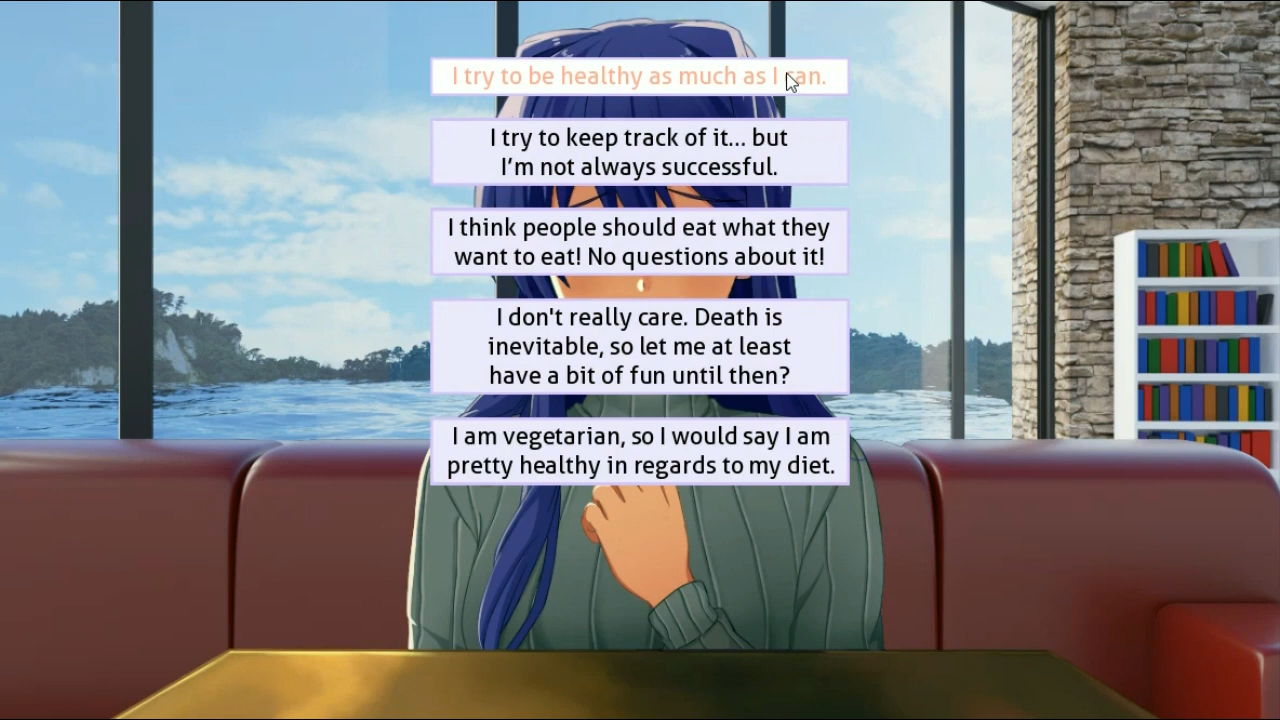 I try to be healthy as much as I can.
I try to keep track of it... but
I’m not always successful.
I think people should eat what they
want to eat! No questions about it!
I don't really care. Death is
inevitable, so let me at least
have a bit of fun until then?
I am vegetarian, so I would say I am
pretty healthy in regards to my diet.